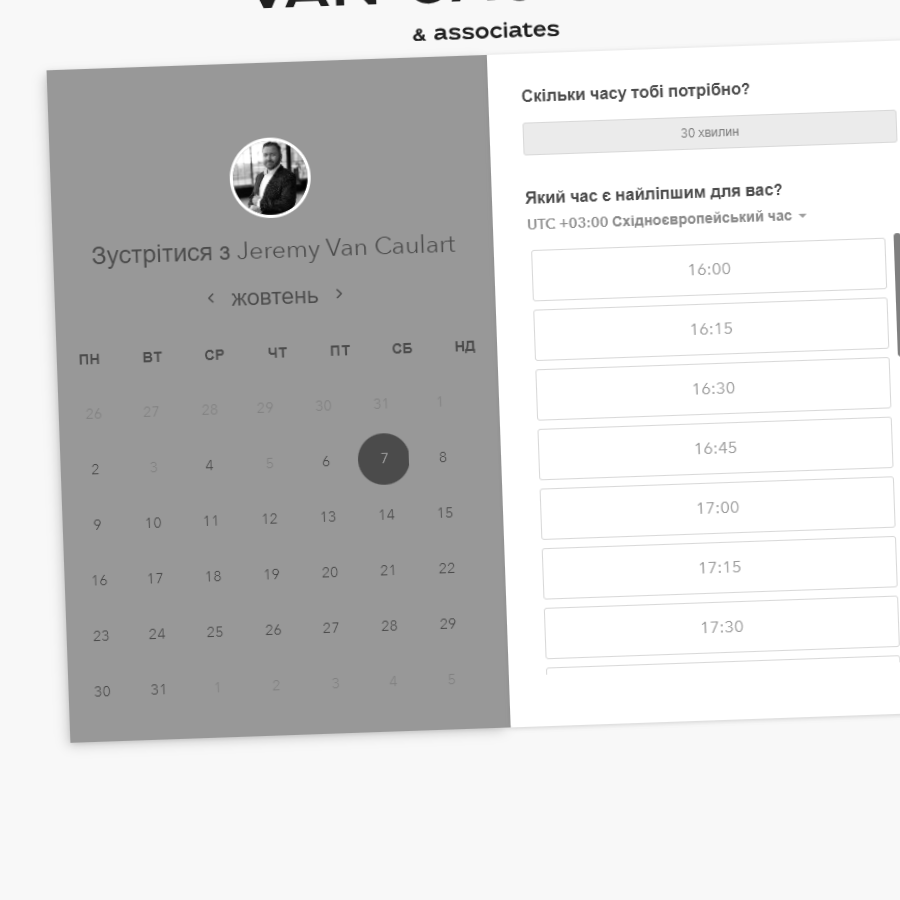 & associates
Зустрітися з Jeremy Van Caulart
‹ жовтень ›
ПН ВТ СР ЧТ ПТ СБ НД
26 27 28 29 30 31 1
2 3 4 5 6 7 8
9 10 11 12 13 14 15
16 17 18 19 20 21 22
23 24 25 26 27 28 29
30 31 1 2 3 4 5
Скільки часу тобі потрібно?
30 хвилин
Який час є найліпшим для вас?
UTC +03:00 Східноєвропейський час
16:00
16:15
16:30
16:45
17:00
17:15
17:30